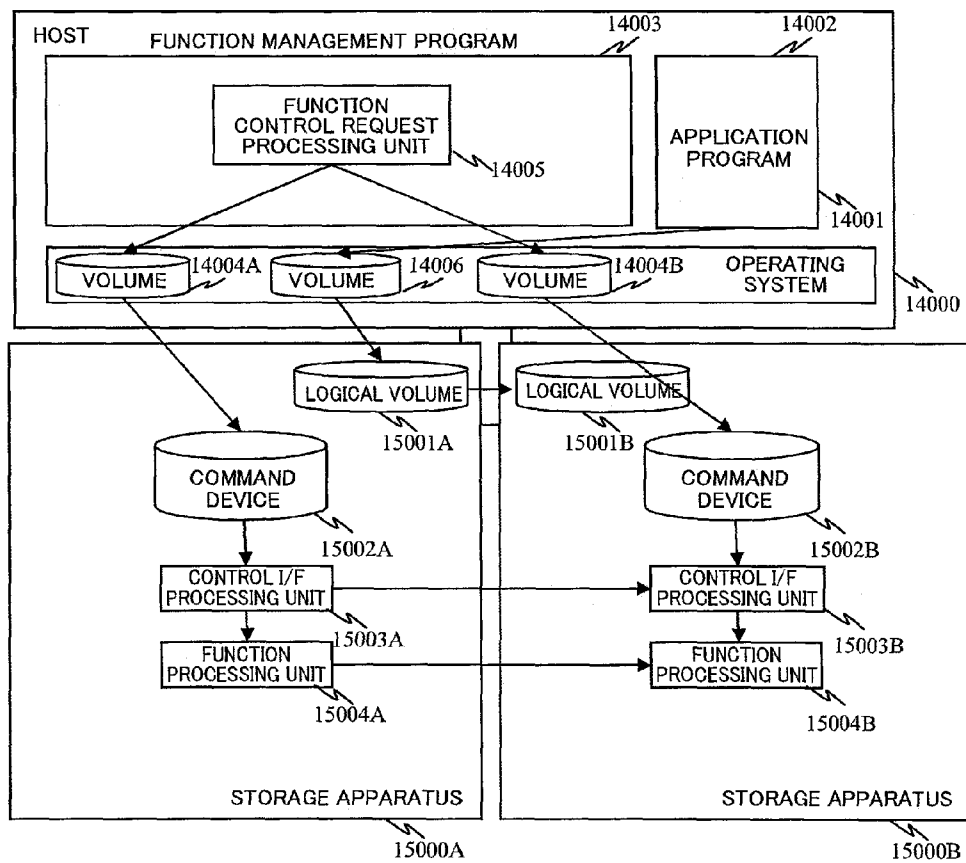 14003
14002
HOST
FUNCTION MANAGEMENT PROGRAM
FUNCTION
CONTROL REQUEST
PROCESSING UNIT
14005
APPLICATION
PROGRAM
14001
VOLUME
14004A
VOLUME
14006
VOLUME
14004B
OPERATING
SYSTEM
14000
LOGICAL VOLUME
15001A
LOGICAL VOLUME
15001B
COMMAND
DEVICE
15002A
COMMAND
DEVICE
15002B
CONTROL I/F
PROCESSING UNIT
15003A
CONTROL I/F
PROCESSING UNIT
15003B
FUNCTION
PROCESSING UNIT
15004A
FUNCTION
PROCESSING UNIT
15004B
STORAGE APPARATUS
15000A
STORAGE APPARATUS
15000B